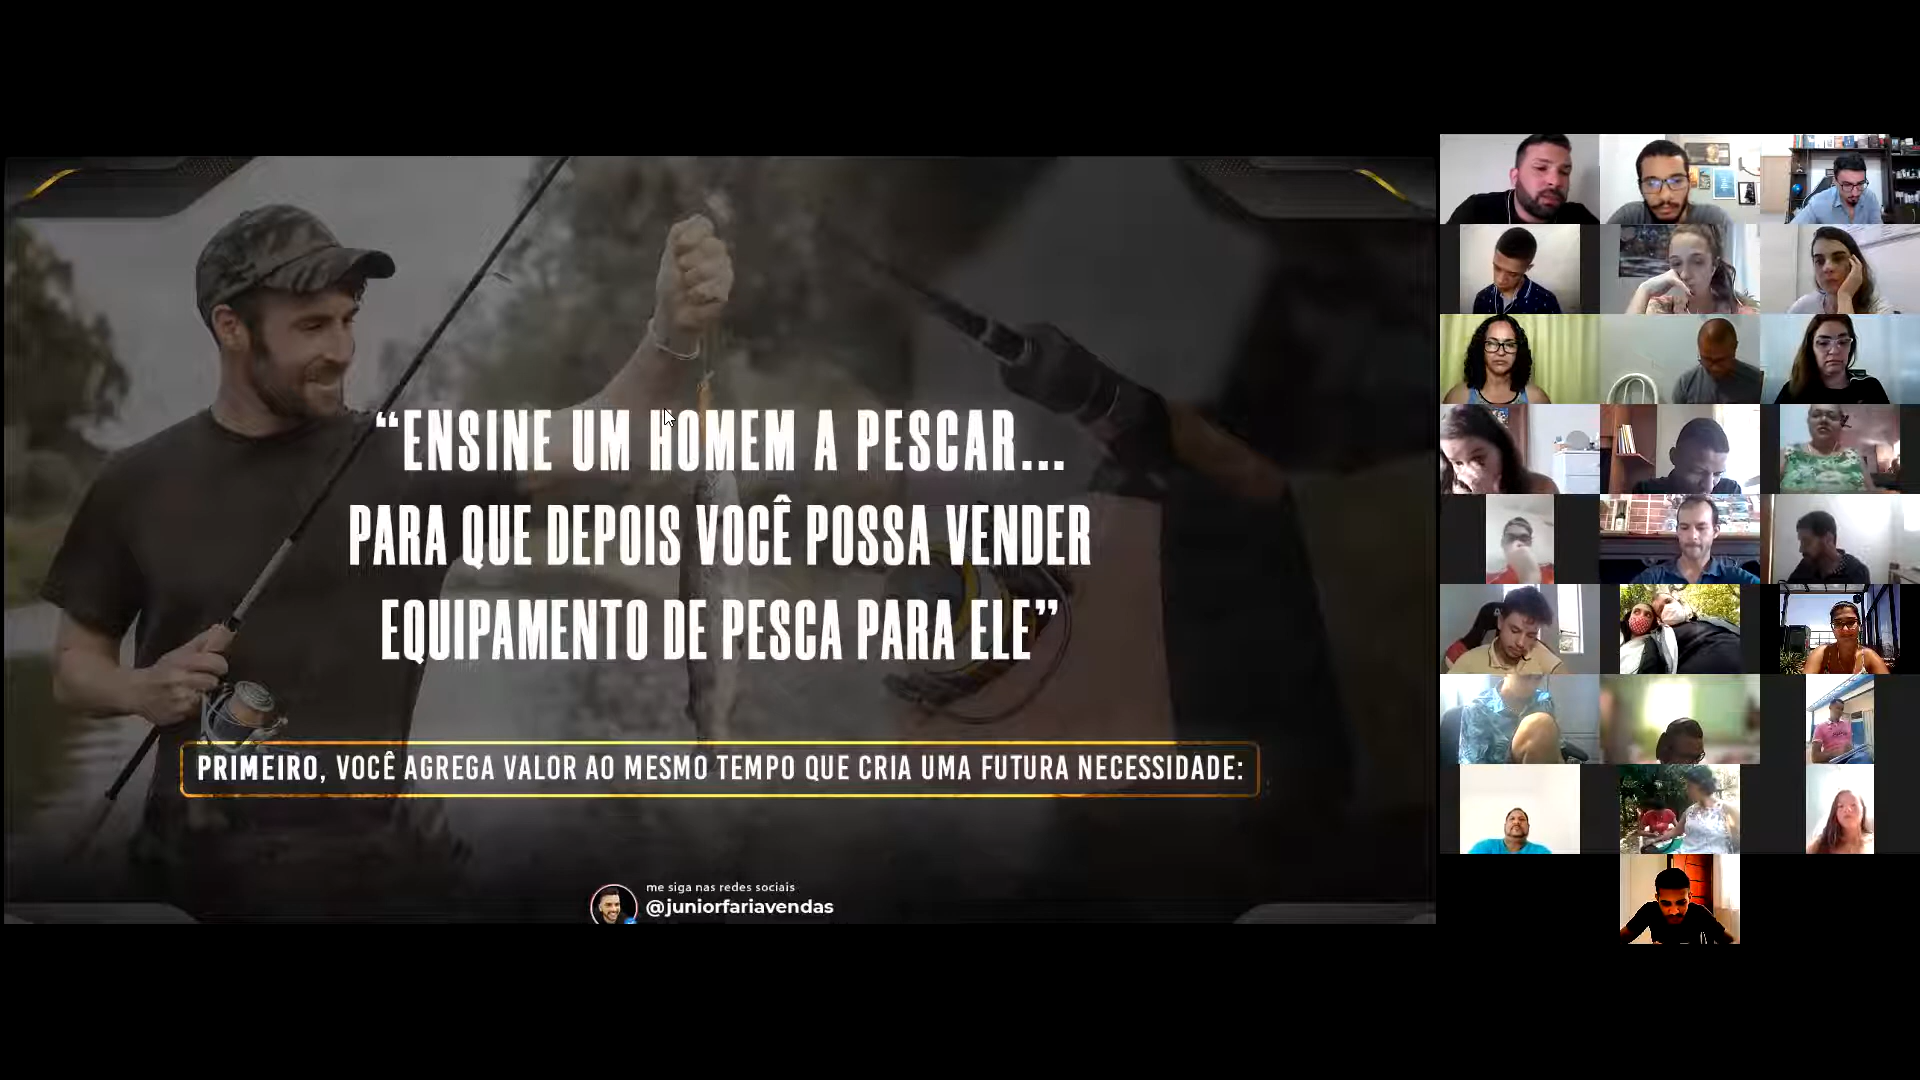 “ENSINE UM HOMEM A PESCAR...
PARA QUE DEPOIS VOCÊ POSSA VENDER
EQUIPAMENTO DE PESCA PARA ELE”
PRIMEIRO, VOCÊ AGREGA VALOR AO MESMO TEMPO QUE CRIA UMA FUTURA NECESSIDADE:
me siga nas redes sociais
@juniorfariavendas